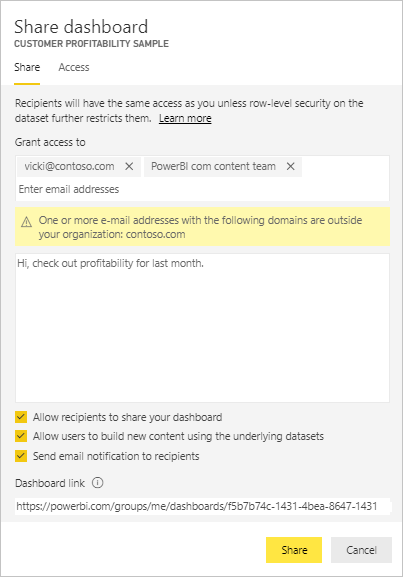 Share dashboard
CUSTOMER PROFITABILITY SAMPLE
Share Access
Recipients will have the same access as you unless row-level security on the
dataset further restricts them. Learn more
Grant access to
vicki@contoso.com PowerBI com content team
Enter email addresses
One or more e-mail addresses with the following domains are outside
your organization: contoso.com
Hi, check out profitability for last month.
Allow recipients to share your dashboard
Allow users to build new content using the underlying datasets
Send email notification to recipients
Dashboard link
https://powerbi.com/groups/me/dashboards/f5b7b74c-1431-4bea-8647-1431
Share Cancel